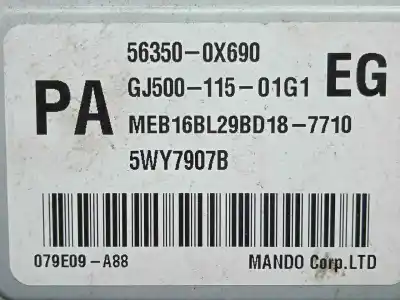 56350-0X690
PA GJ500-115-01G1 EG
MEB16BL29BD18-7710
5WY7907B
079E09-A88 MANDO Corp.LTD